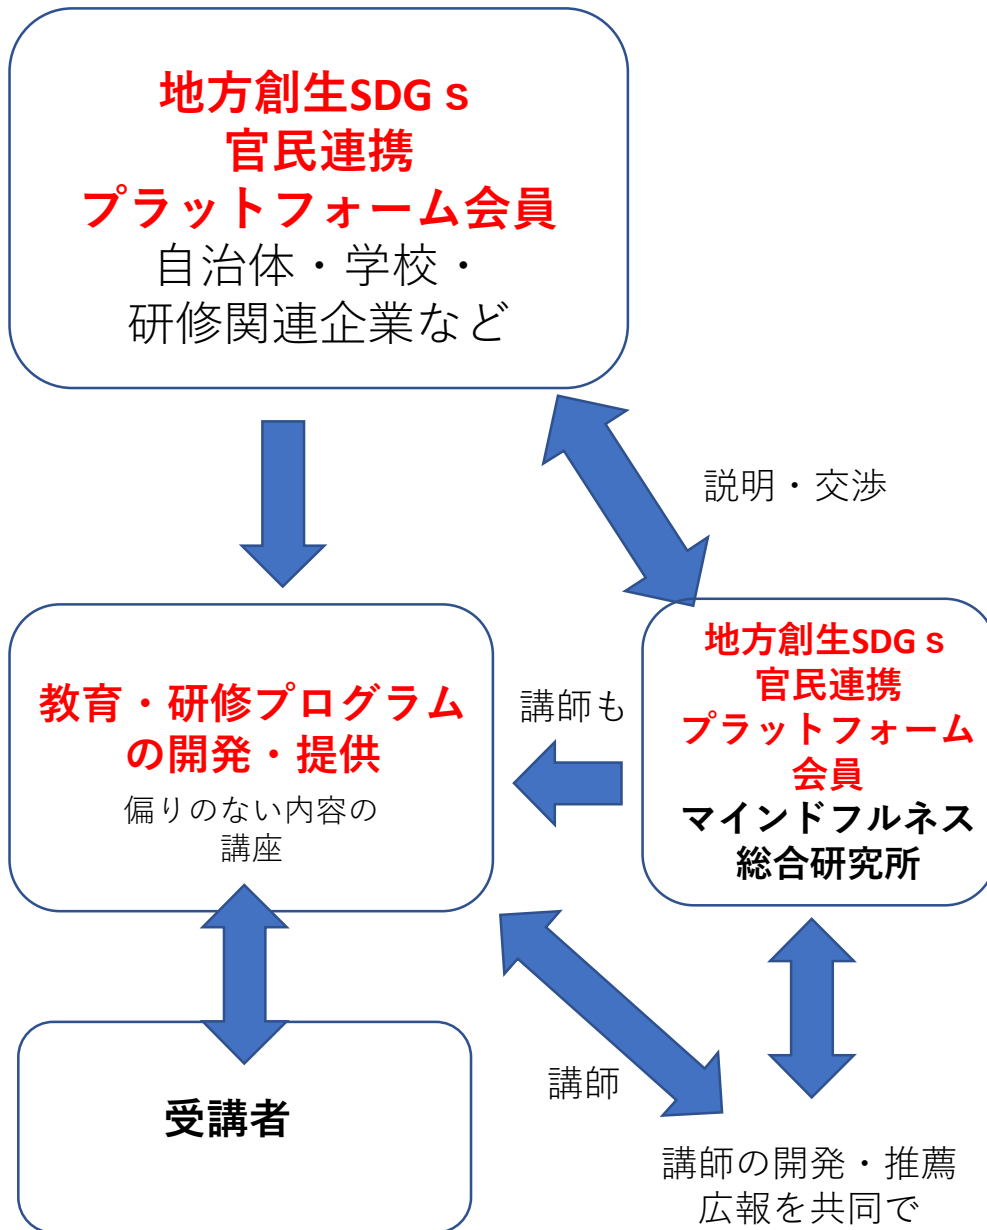 地方創生SDGｓ
官民連携
プラットフォーム会員
自治体・学校・
研修関連企業など
説明・交渉
教育・研修プログラム
の開発・提供
偏りのない内容の
講座
講師も
地方創生SDGｓ
官民連携
プラットフォーム
会員
マインドフルネス
総合研究所
受講者
講師
講師の開発・推薦
広報を共同で